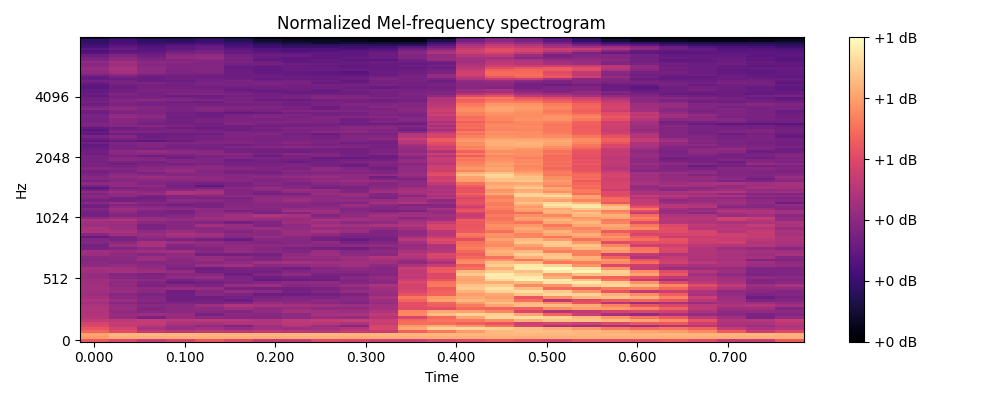 Normalized Mel-frequency spectrogram
Hz
4096
2048
1024
512
0
0.000 0.100 0.200 0.300 0.400 0.500 0.600 0.700
Time
+1 dB
+1 dB
+1 dB
+0 dB
+0 dB
+0 dB